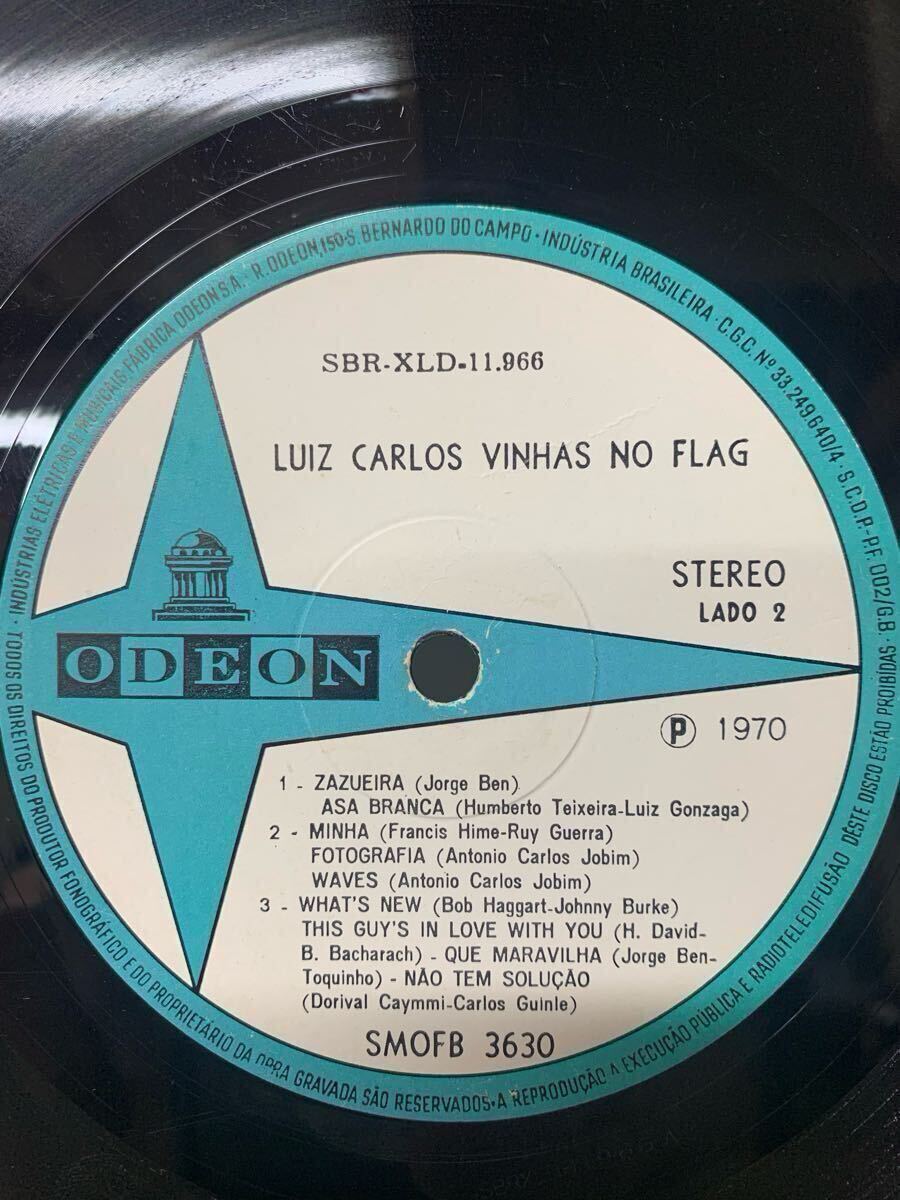 SBR-XLD-11.966
LUIZ CARLOS VINHAS NO FLAG
STEREO
LADO 2
ODEON
Ⓟ 1970
1 - ZAZUEIRA (Jorge Ben)
ASA BRANCA (Humberto Teixeira-Luiz Gonzaga)
2 - MINHA (Francis Hime-Ruy Guerra)
FOTOGRAFIA (Antonio Carlos Jobim)
WAVES (Antonio Carlos Jobim)
3 - WHAT'S NEW (Bob Haggart-Johnny Burke)
THIS GUY'S IN LOVE WITH YOU (H. David-
B. Bacharach) - QUE MARAVILHA (Jorge Ben-
Toquinho) - NÃO TEM SOLUÇÃO
(Dorival Caymmi-Carlos Guinle)
SMOFB 3630
INDÚSTRIAS ELÉTRICAS E MUSICAIS FÁBRICA ODEON S.A. · R. ODEON, 150-S. BERNARDO DO CAMPO · INDÚSTRIA BRASILEIRA · C.G.C. Nº 33.249.640/4 · S.C.D.P.-P.F. 002/G.B. ·
TODOS OS DIREITOS DO PRODUTOR FONOGRÁFICO E DO PROPRIETÁRIO DA OBRA GRAVADA SÃO RESERVADOS · A REPRODUÇÃO A EXECUÇÃO PÚBLICA E RADIOTELEDIFUSÃO DESTE DISCO ESTÃO PROIBIDAS ·